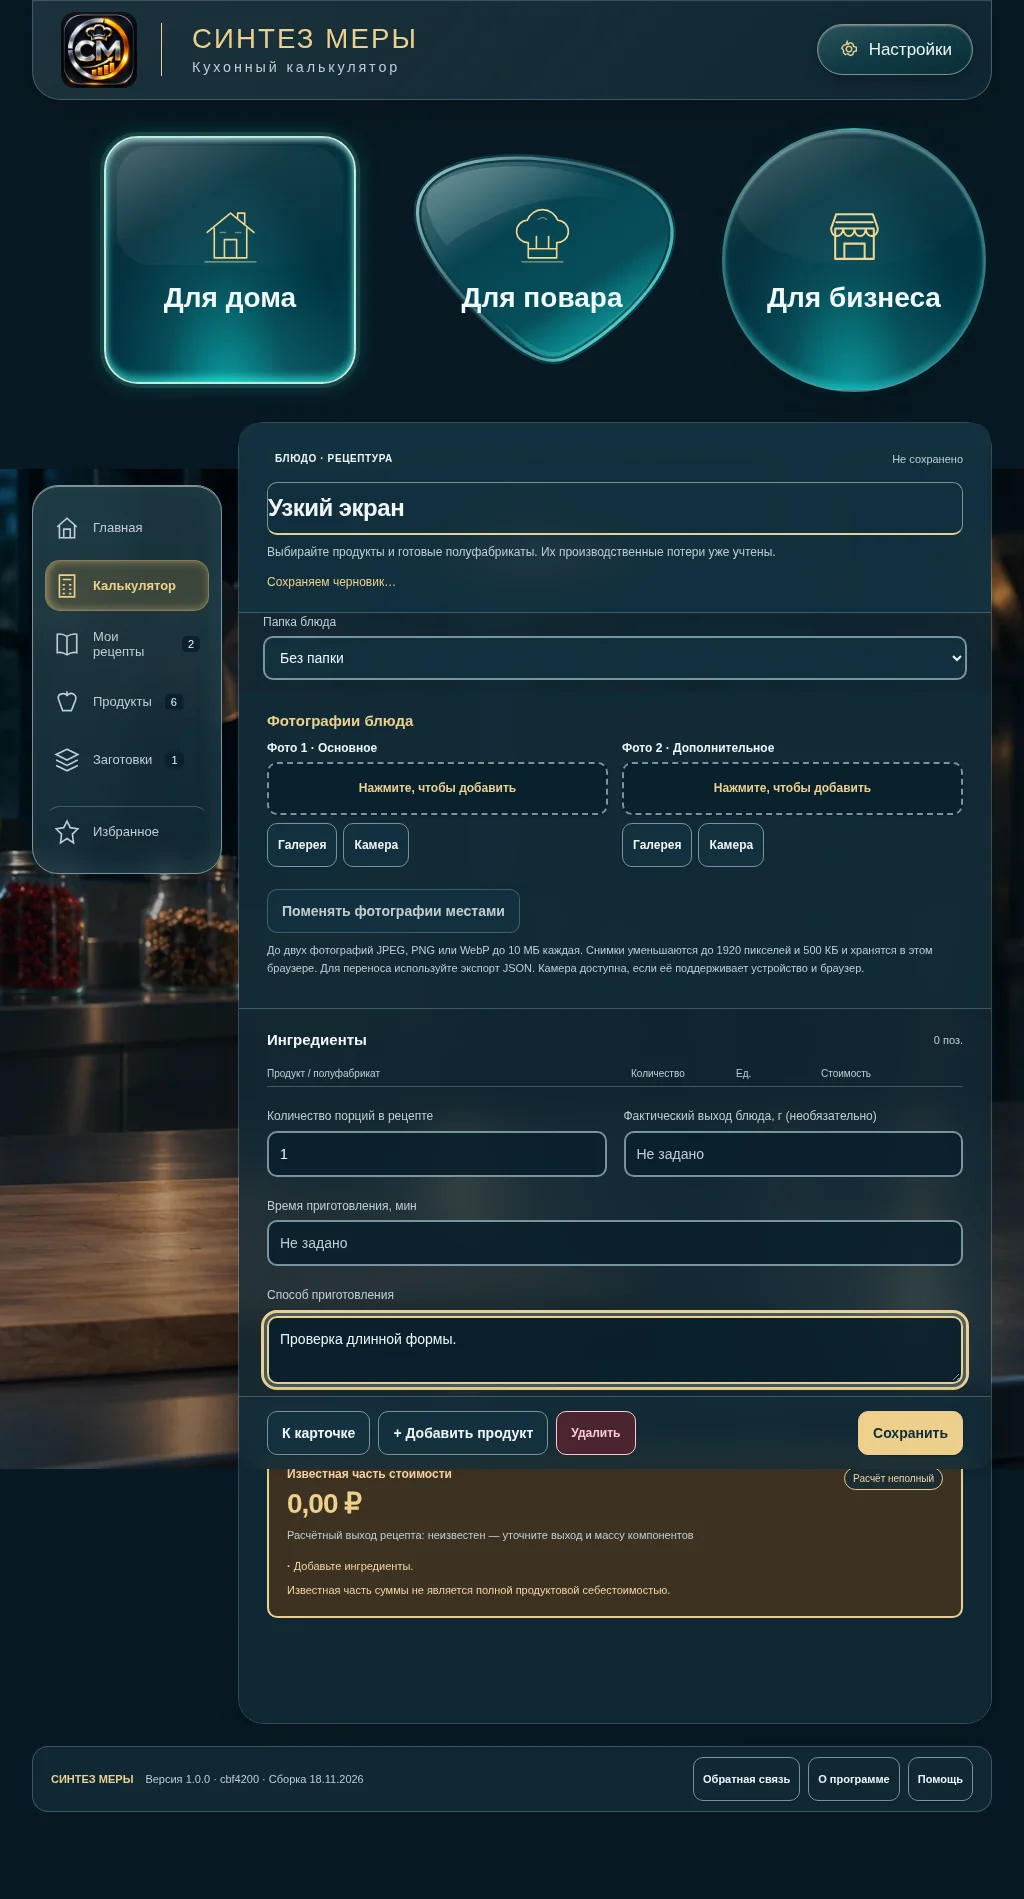 СМ
СИНТЕЗ МЕРЫ
Кухонный калькулятор
Настройки
Для дома
Для повара
Для бизнеса
Главная
Калькулятор
Мои
рецепты
2
Продукты 6
Заготовки 1
Избранное
БЛЮДО · РЕЦЕПТУРА
Не сохранено
Узкий экран
Выбирайте продукты и готовые полуфабрикаты. Их производственные потери уже учтены.
Сохраняем черновик…
Папка блюда
Без папки
Фотографии блюда
Фото 1 · Основное
Фото 2 · Дополнительное
Нажмите, чтобы добавить
Нажмите, чтобы добавить
Галерея
Камера
Галерея
Камера
Поменять фотографии местами
До двух фотографий JPEG, PNG или WebP до 10 МБ каждая. Снимки уменьшаются до 1920 пикселей и 500 КБ и хранятся в этом
браузере. Для переноса используйте экспорт JSON. Камера доступна, если её поддерживает устройство и браузер.
Ингредиенты
0 поз.
Продукт / полуфабрикат
Количество
Ед.
Стоимость
Количество порций в рецепте
Фактический выход блюда, г (необязательно)
1
Не задано
Время приготовления, мин
Не задано
Способ приготовления
Проверка длинной формы.
К карточке
+ Добавить продукт
Удалить
Сохранить
Известная часть стоимости
Расчёт неполный
0,00 ₽
Расчётный выход рецепта: неизвестен — уточните выход и массу компонентов
· Добавьте ингредиенты.
Известная часть суммы не является полной продуктовой себестоимостью.
СИНТЕЗ МЕРЫ
Версия 1.0.0 · cbf4200 · Сборка 18.11.2026
Обратная связь
О программе
Помощь